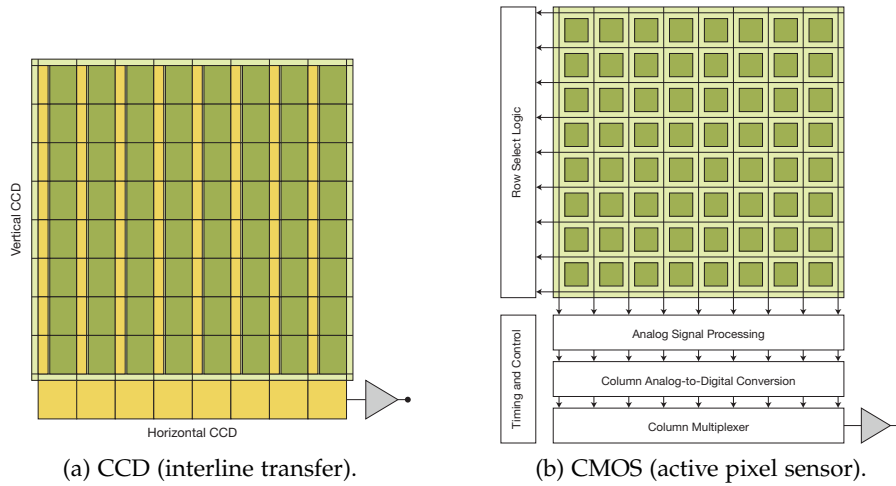 Vertical CCD
Horizontal CCD
(a) CCD (interline transfer).
Row Select Logic
Timing and Control
Analog Signal Processing
Column Analog-to-Digital Conversion
Column Multiplexer
(b) CMOS (active pixel sensor).